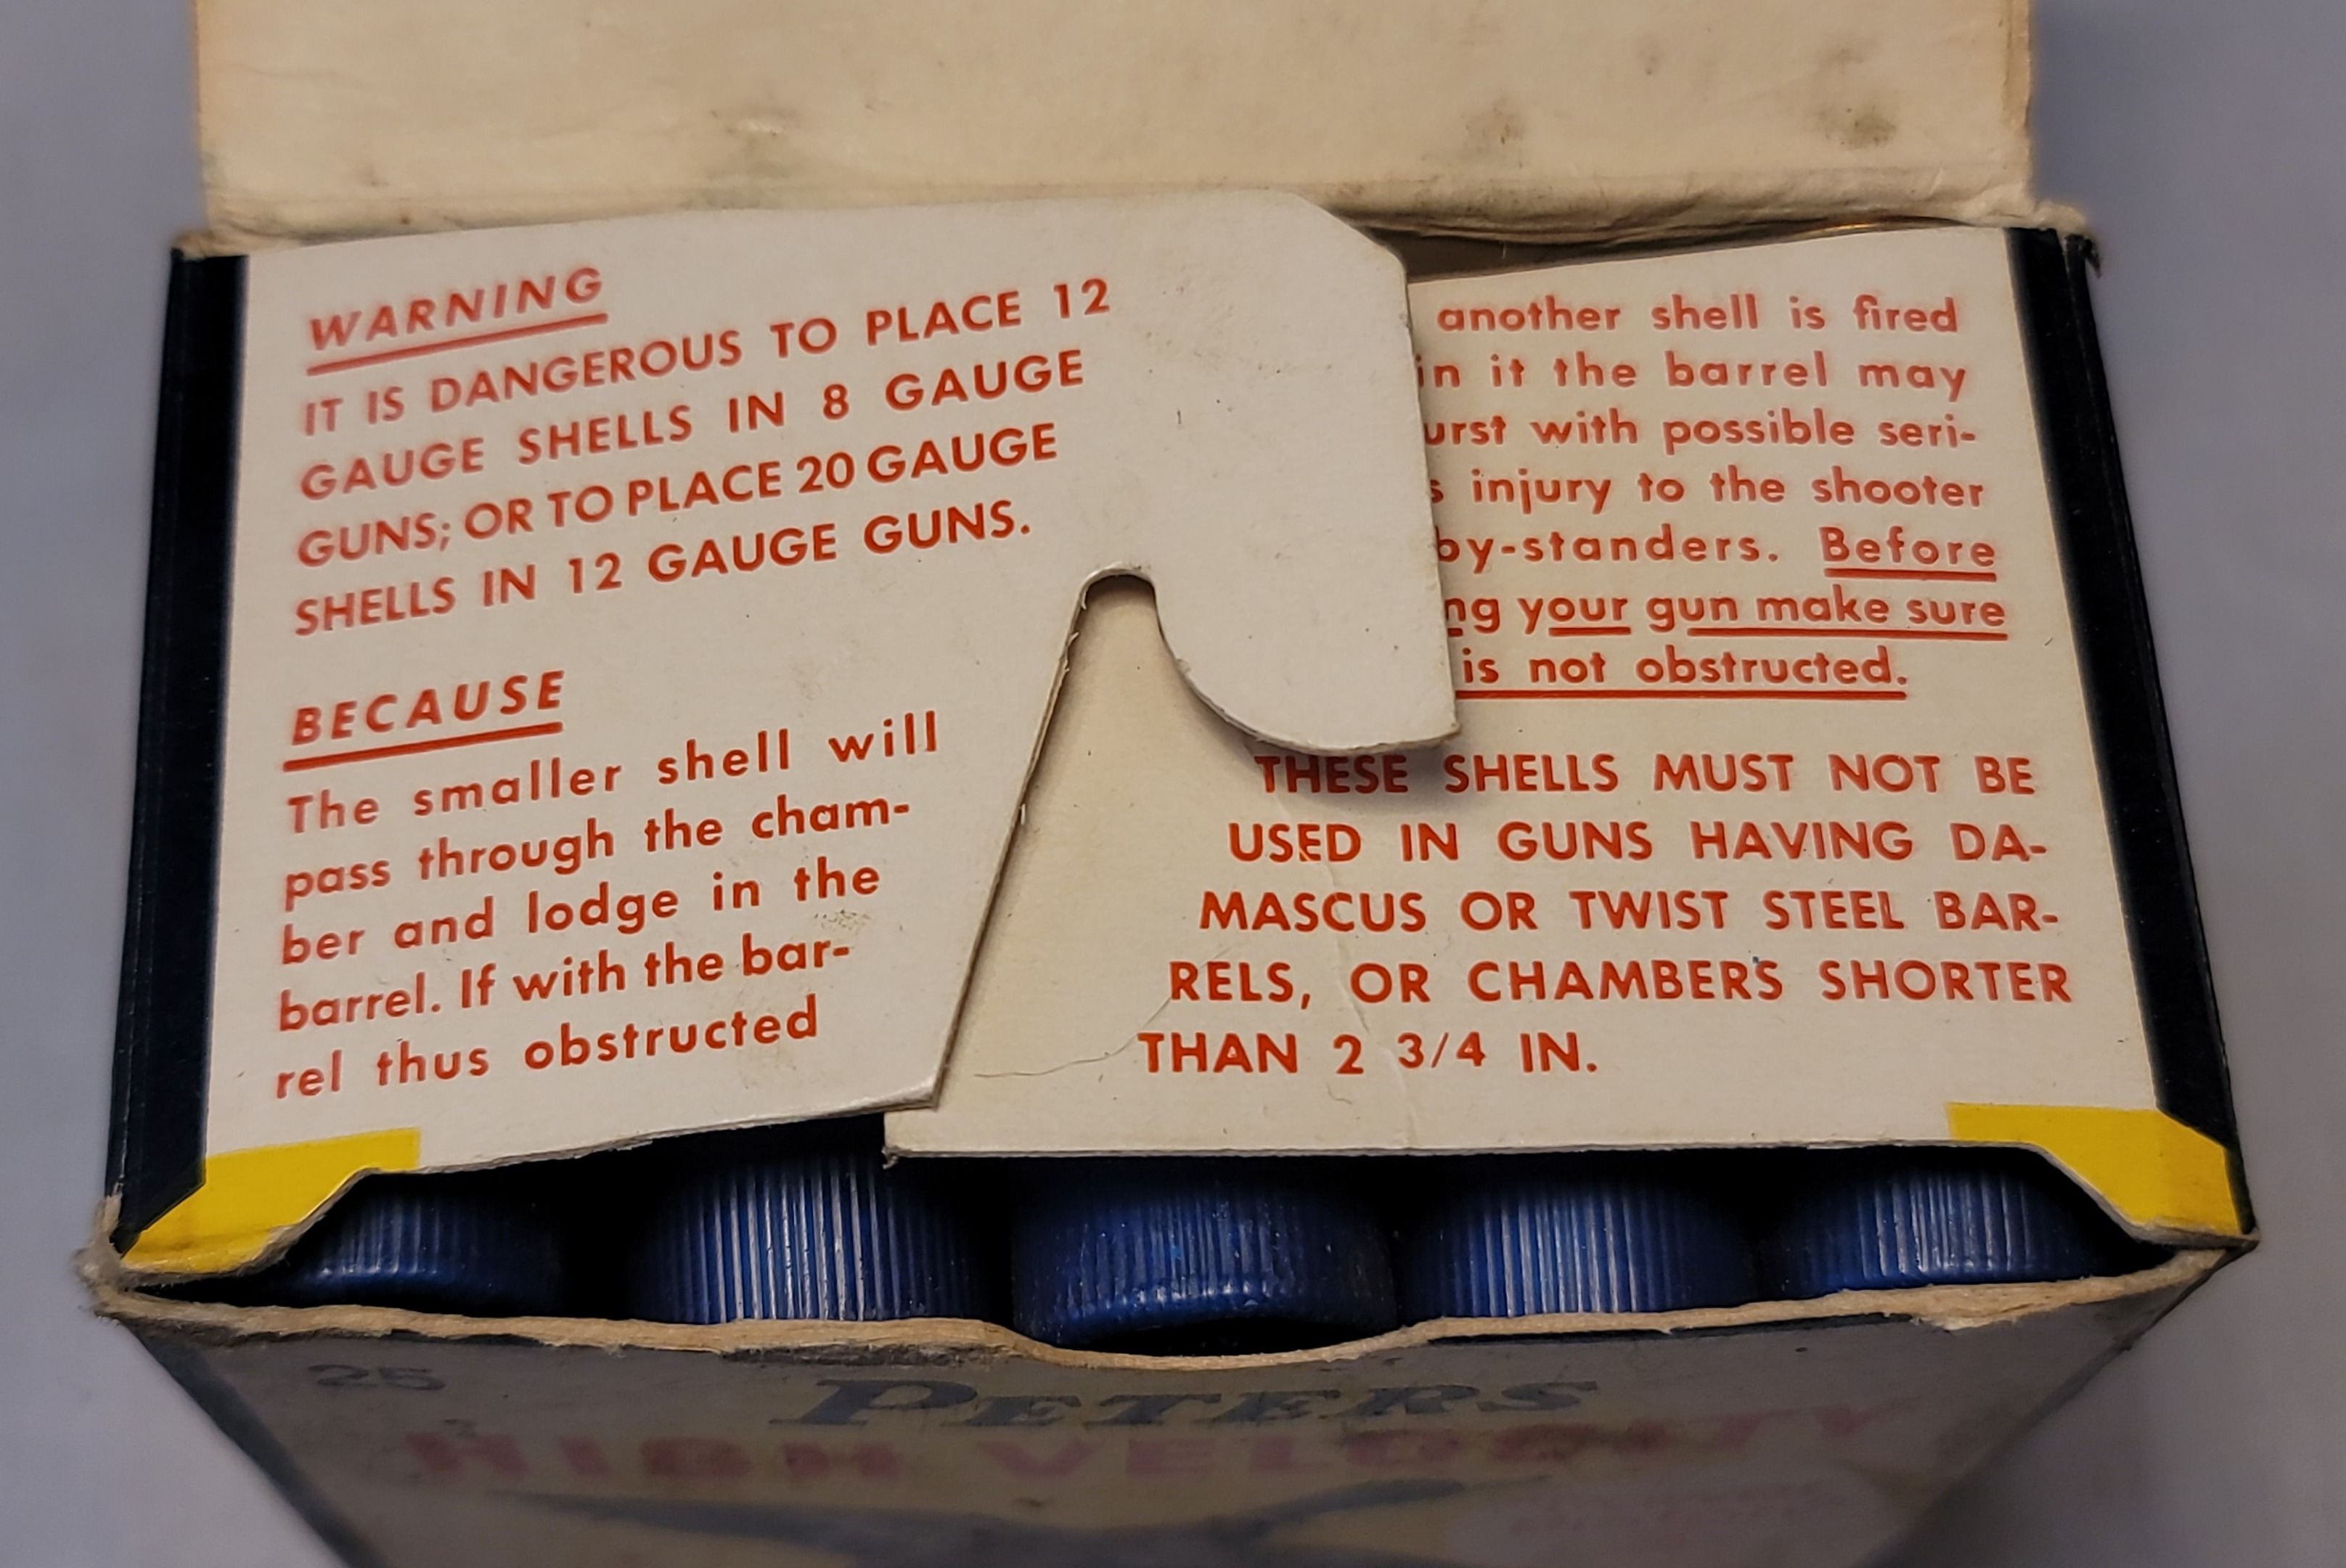 WARNING
IT IS DANGEROUS TO PLACE 12
GAUGE SHELLS IN 8 GAUGE
GUNS; OR TO PLACE 20 GAUGE
SHELLS IN 12 GAUGE GUNS.
BECAUSE
The smaller shell will
pass through the cham-
ber and lodge in the
barrel. If with the bar-
rel thus obstructed
another shell is fired
in it the barrel may
urst with possible seri-
s injury to the shooter
by-standers. Before
ng your gun make sure
is not obstructed.
THESE SHELLS MUST NOT BE
USED IN GUNS HAVING DA-
MASCUS OR TWIST STEEL BAR-
RELS, OR CHAMBERS SHORTER
THAN 2 3/4 IN.
25
PETERS
HIGH VELOCITY